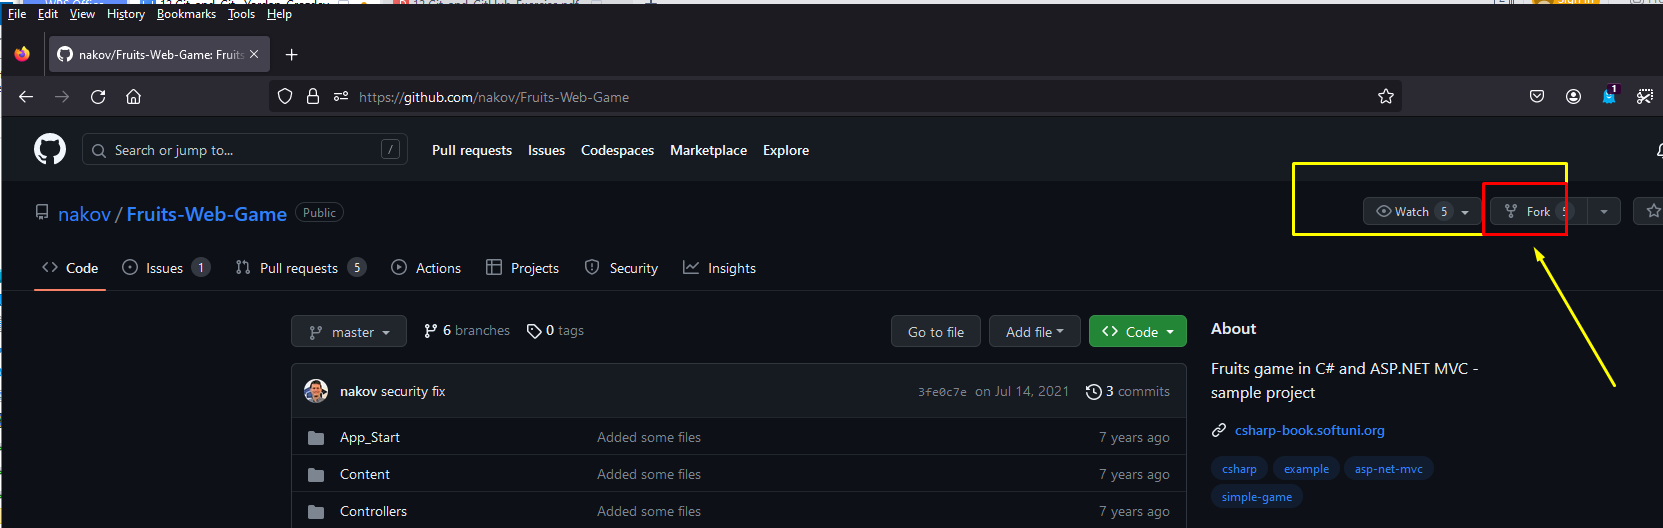 File Edit View History Bookmarks Tools Help
nakov/Fruits-Web-Game: Fruits
https://github.com/nakov/Fruits-Web-Game
1
Search or jump to... /
Pull requests Issues Codespaces Marketplace Explore
nakov / Fruits-Web-Game Public
Watch 5 Fork 5
Code Issues 1 Pull requests 5 Actions Projects Security Insights
master 6 branches 0 tags Go to file Add file Code
nakov security fix 3fe0c7e on Jul 14, 2021 3 commits
App_Start Added some files 7 years ago
Content Added some files 7 years ago
Controllers Added some files 7 years ago
About
Fruits game in C# and ASP.NET MVC -
sample project
csharp-book.softuni.org
csharp example asp-net-mvc
simple-game